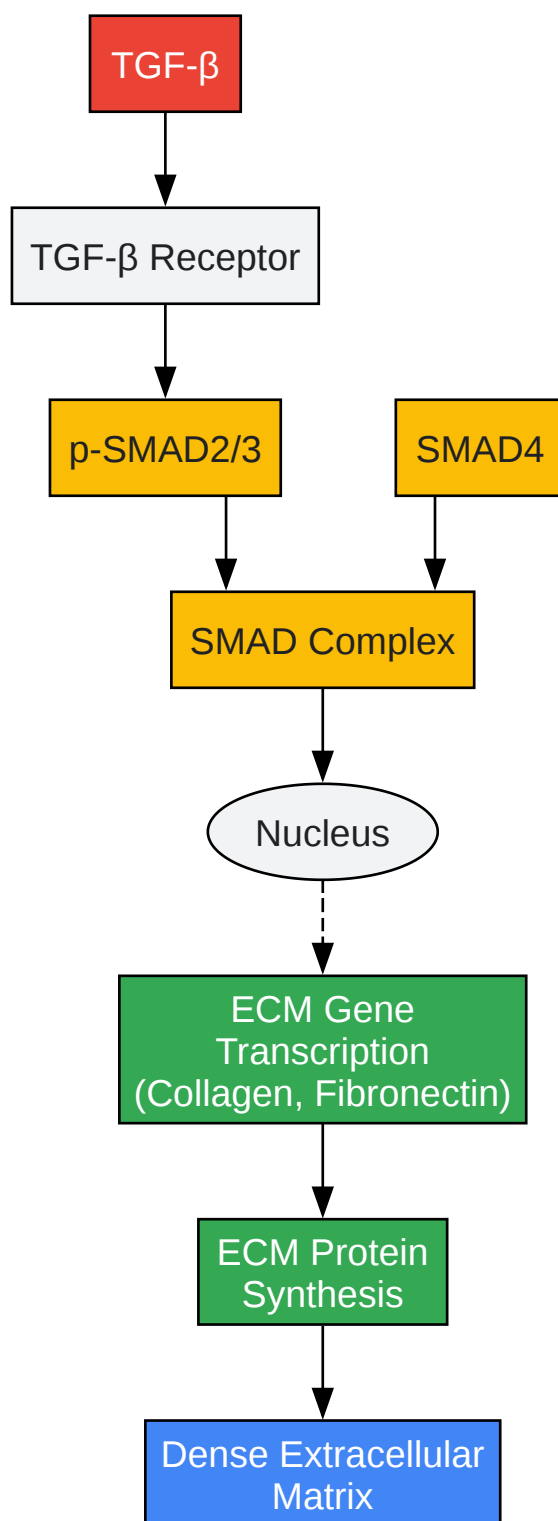 TGF-β
TGF-β Receptor
p-SMAD2/3
SMAD4
SMAD Complex
Nucleus
ECM Gene
Transcription
(Collagen, Fibronectin)
ECM Protein
Synthesis
Dense Extracellular
Matrix